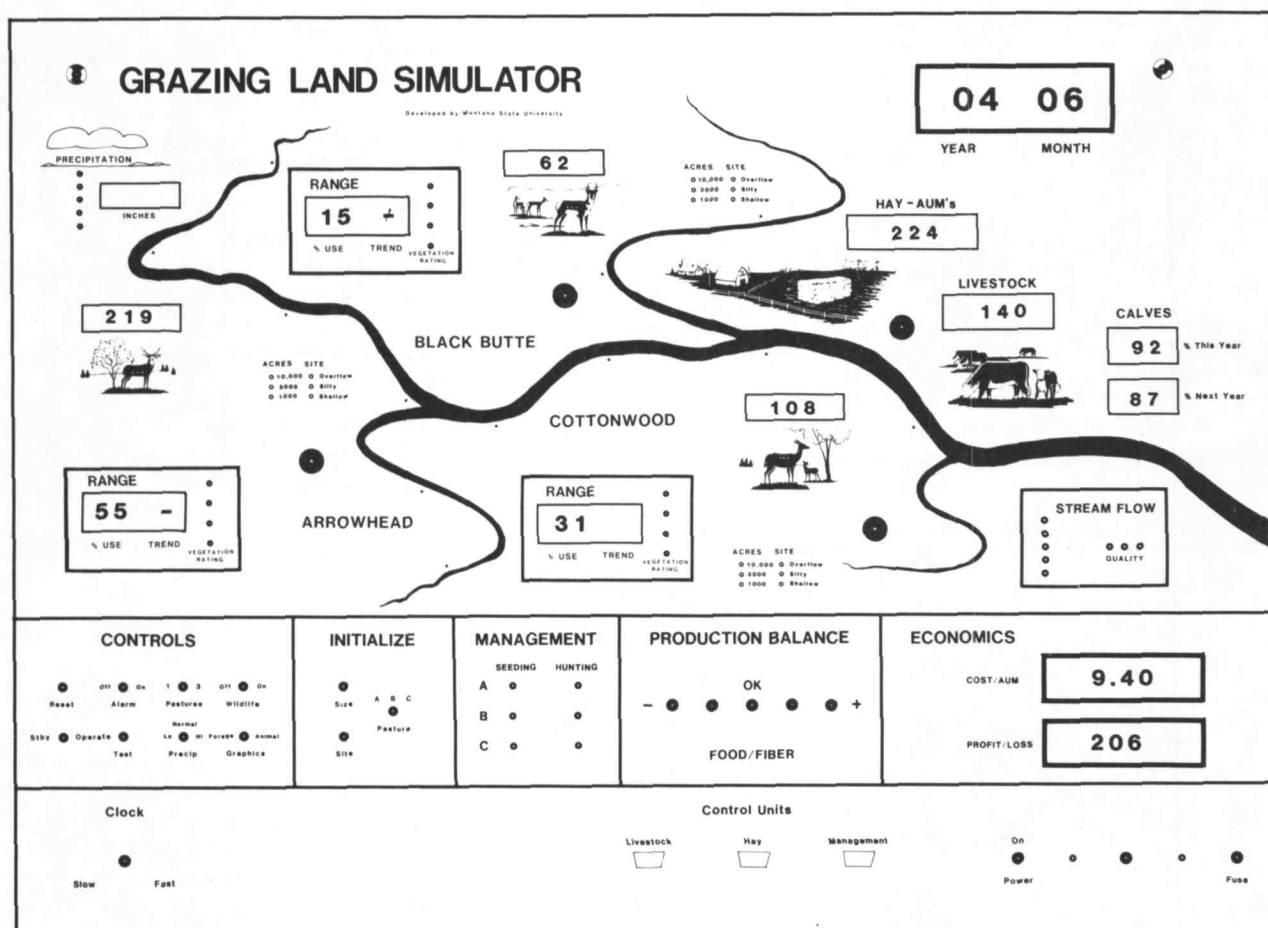 GRAZING LAND SIMULATOR
Developed by Montana State University
04 06
YEAR MONTH
PRECIPITATION
INCHES
RANGE
15 +
% USE TREND
VEGETATION
RATING
62
ACRES SITE
10,000 Overflow
3000 Silty
1000 Shallow
HAY-AUM's
224
LIVESTOCK
140
CALVES
92 % This Year
87 % Next Year
219
BLACK BUTTE
ACRES SITE
10,000 Overflow
3000 Silty
1000 Shallow
COTTONWOOD
108
RANGE
55 -
% USE TREND
VEGETATION
RATING
ARROWHEAD
RANGE
31
% USE TREND
VEGETATION
RATING
ACRES SITE
10,000 Overflow
3000 Silty
1000 Shallow
STREAM FLOW
QUALITY
CONTROLS
Reset
Off On
Alarm
1 3
Pastures
Off On
Wildlife
Stby Operate
Test
Normal
Lo Hi
Precip
Forage Animal
Graphics
INITIALIZE
Size
A B C
Pasture
Site
MANAGEMENT
SEEDING HUNTING
A
B
C
PRODUCTION BALANCE
OK
- +
FOOD/FIBER
ECONOMICS
COST/AUM 9.40
PROFIT/LOSS 206
Clock
Slow Fast
Control Units
Livestock Hay Management
On
Power
Fuse